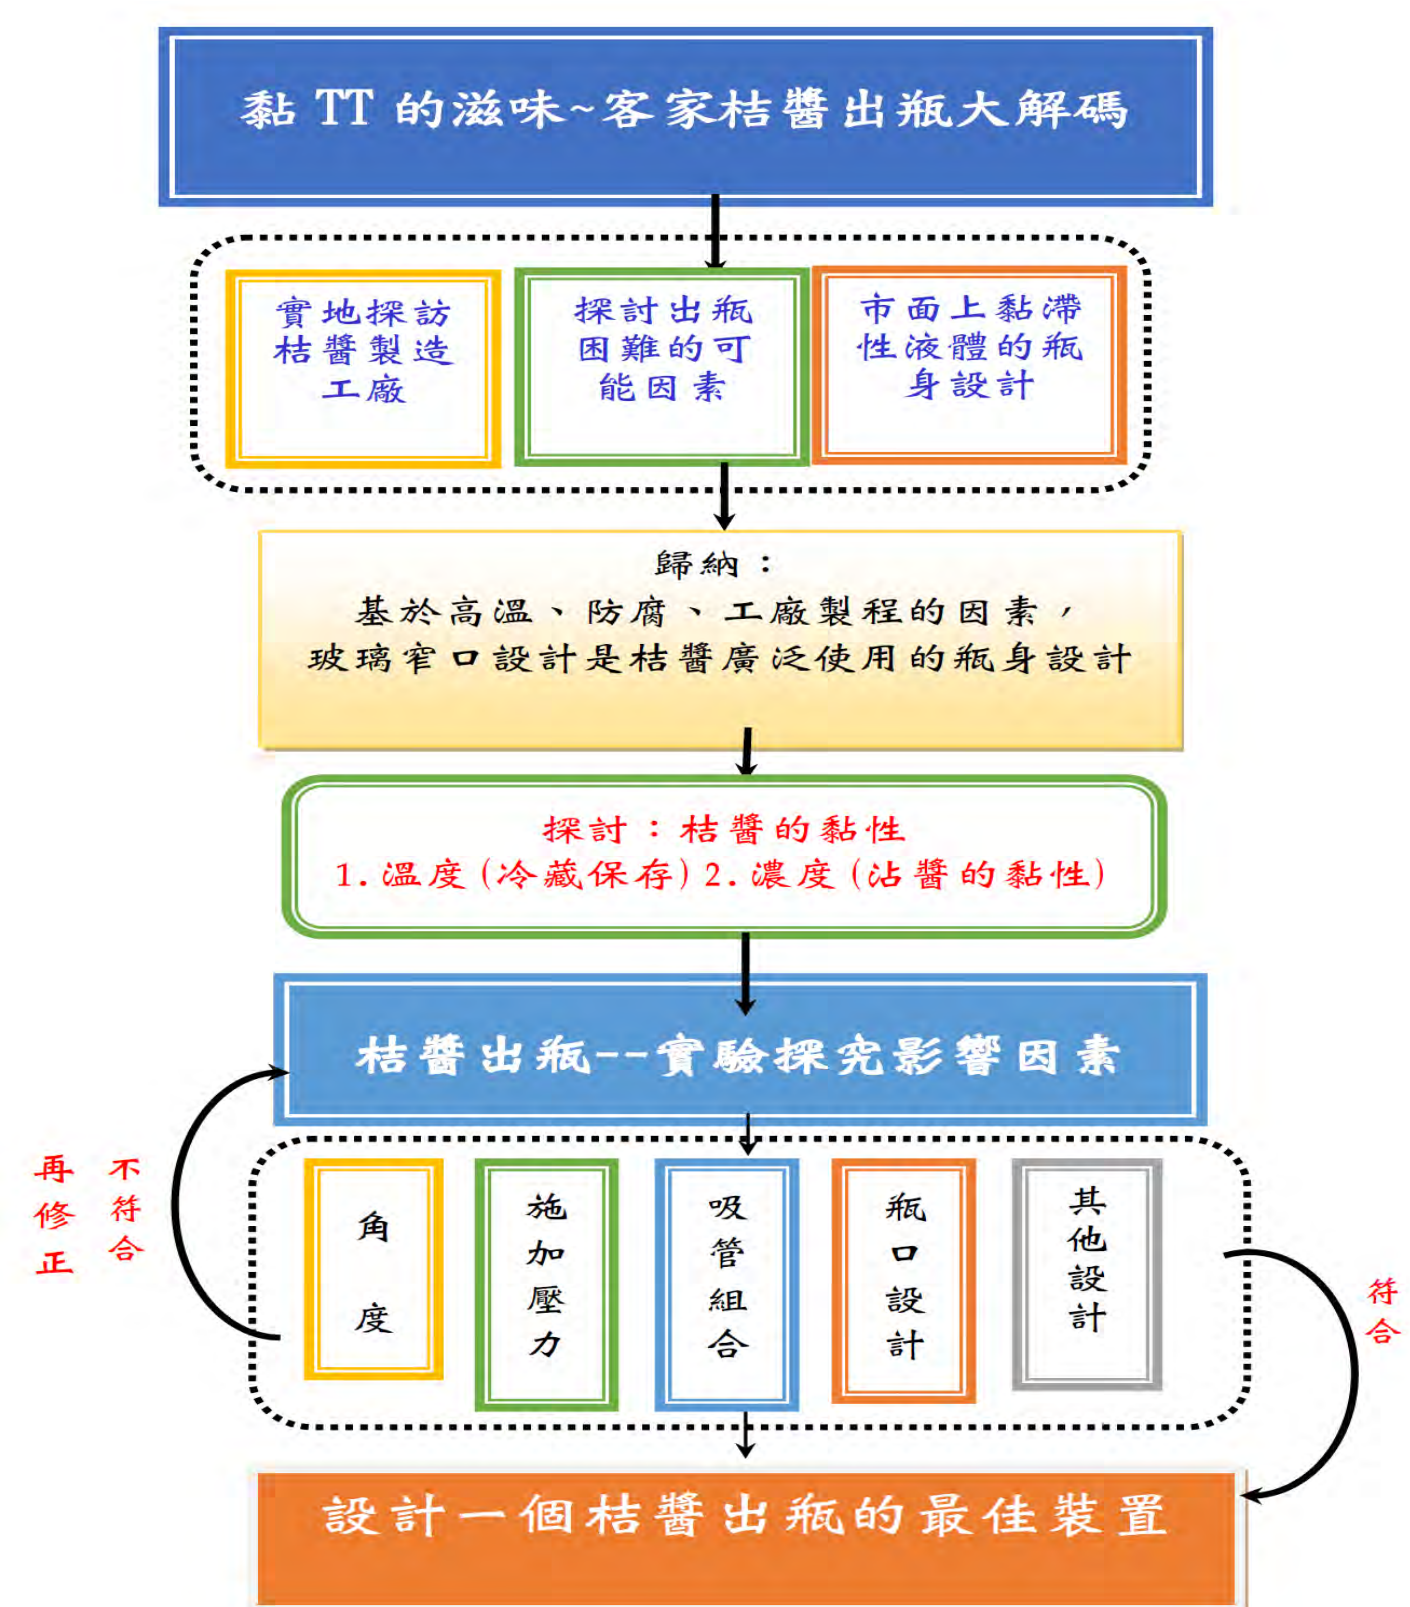 黏 TT 的滋味~客家桔醬出瓶大解碼
實地探訪
桔醬製造
工廠
探討出瓶
困難的可
能因素
市面上黏滯
性液體的瓶
身設計
歸納：
基於高溫、防腐、工廠製程的因素，
玻璃窄口設計是桔醬廣泛使用的瓶身設計
探討：桔醬的黏性
1.溫度(冷藏保存)2.濃度(沾醬的黏性)
桔醬出瓶--實驗探究影響因素
不符合
再修正
角度
施加壓力
吸管組合
瓶口設計
其他設計
符合
設計一個桔醬出瓶的最佳裝置